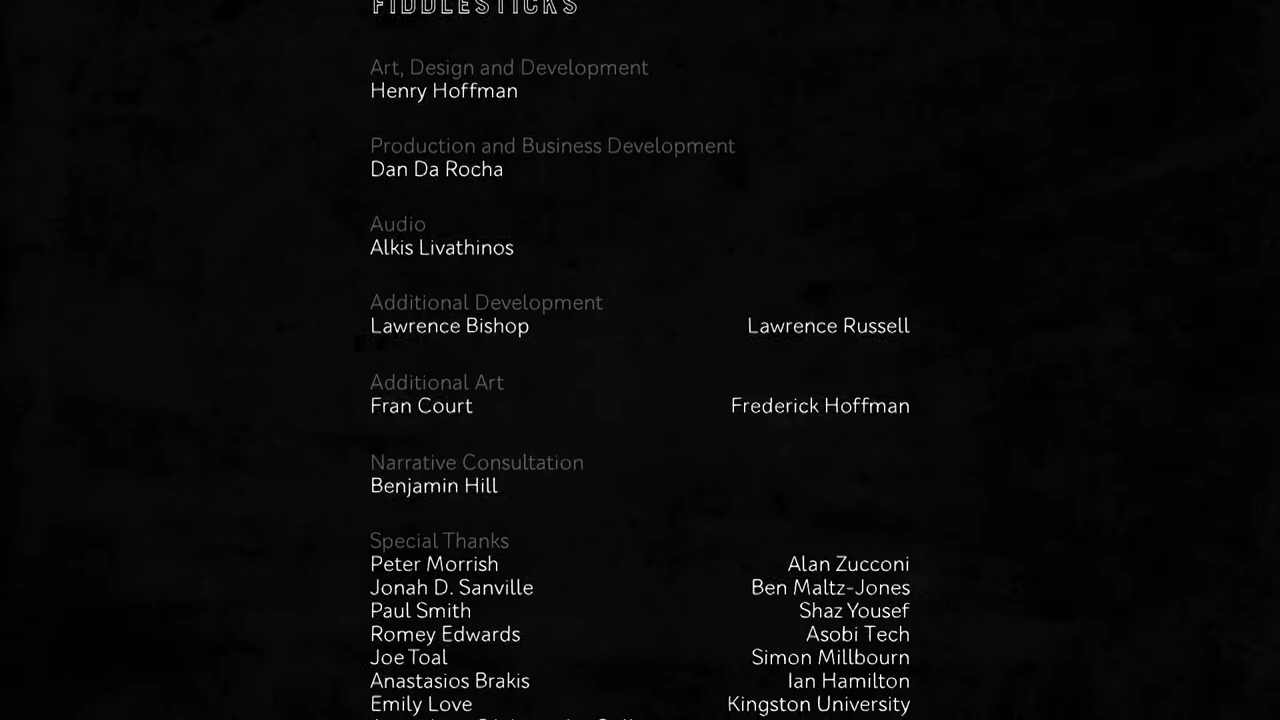 FIDDLESTICKS
Art, Design and Development
Henry Hoffman
Production and Business Development
Dan Da Rocha
Audio
Alkis Livathinos
Additional Development
Lawrence Bishop Lawrence Russell
Additional Art
Fran Court Frederick Hoffman
Narrative Consultation
Benjamin Hill
Special Thanks
Peter Morrish Alan Zucconi
Jonah D. Sanville Ben Maltz-Jones
Paul Smith Shaz Yousef
Romey Edwards Asobi Tech
Joe Toal Simon Millbourn
Anastasios Brakis Ian Hamilton
Emily Love Kingston University